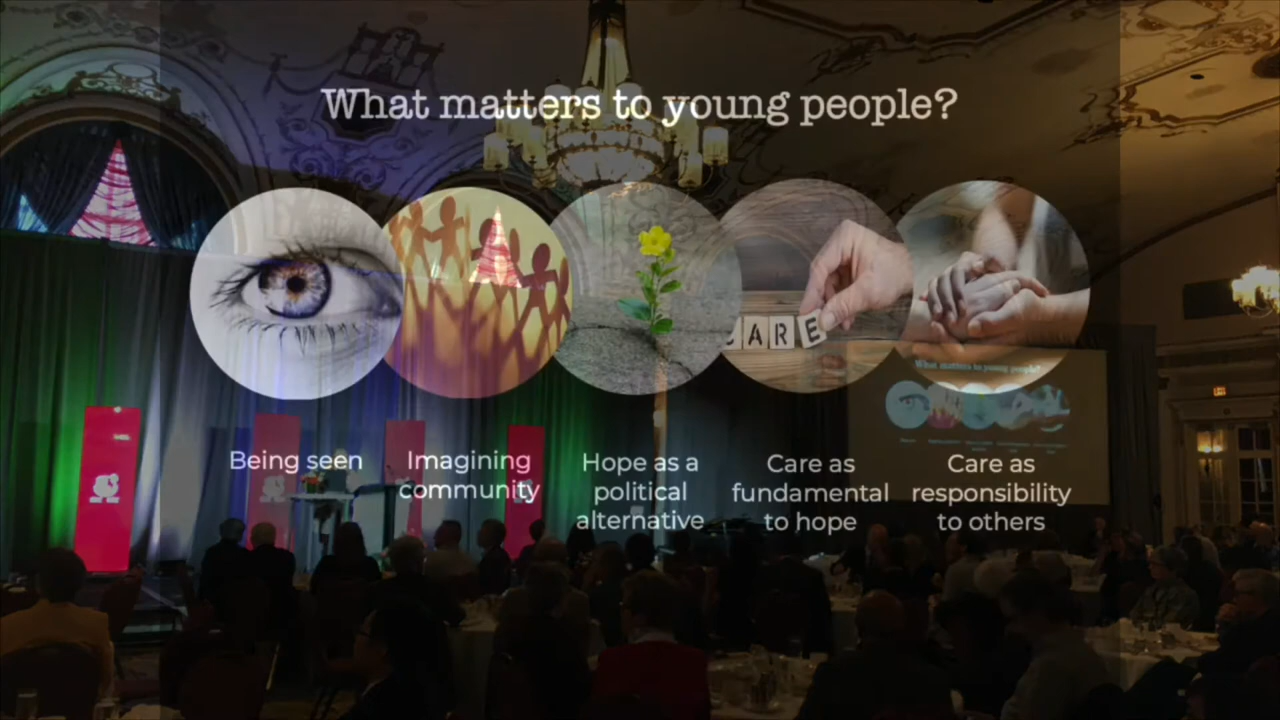 What matters to young people?
CARE
Being seen
Imagining
community
Hope as a
political
alternative
Care as
fundamental
to hope
Care as
responsibility
to others
What matters to young people?